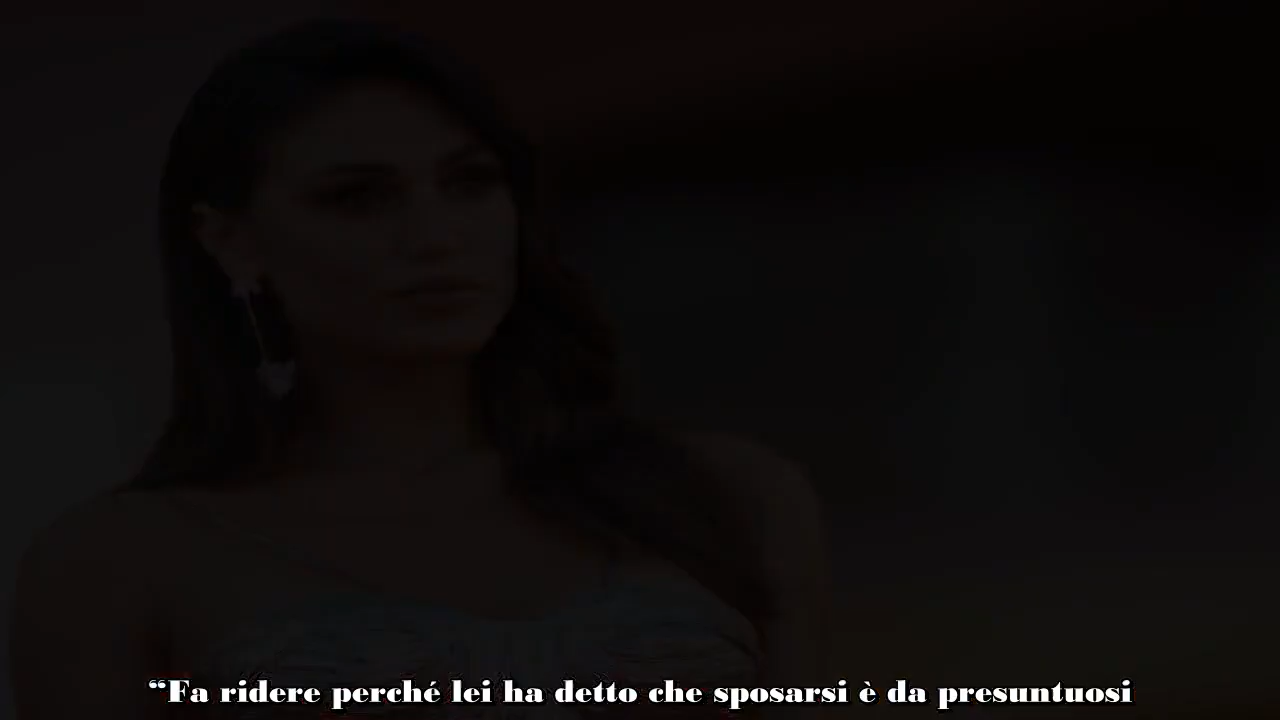 “Fa ridere perché lei ha detto che sposarsi è da presuntuosi